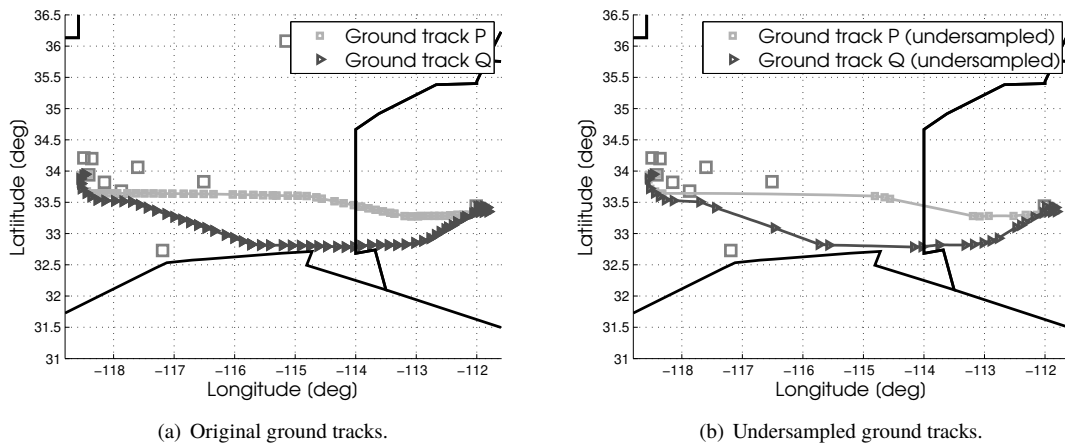 36.5
36
35.5
35
34.5
34
33.5
33
32.5
32
31.5
31
Latitude (deg)
Ground track P
Ground track Q
−118 −117 −116 −115 −114 −113 −112
Longitude (deg)
(a) Original ground tracks.
36.5
36
35.5
35
34.5
34
33.5
33
32.5
32
31.5
31
Latitude (deg)
Ground track P (undersampled)
Ground track Q (undersampled)
−118 −117 −116 −115 −114 −113 −112
Longitude (deg)
(b) Undersampled ground tracks.